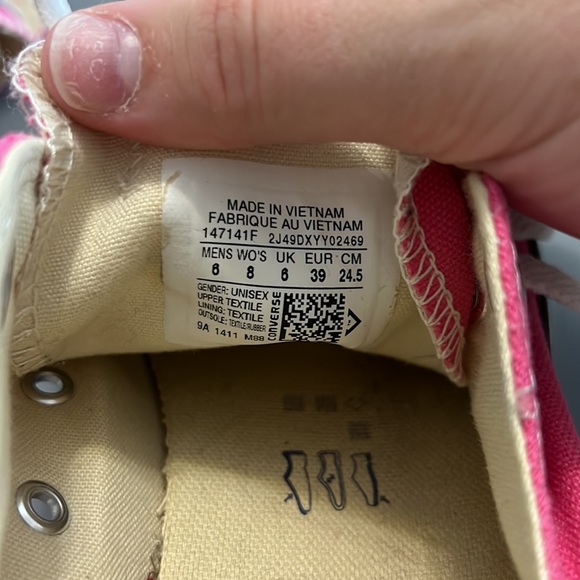 MADE IN VIETNAM
FABRIQUE AU VIETNAM
147141F 2J49DXYY02469
MENS WO'S UK EUR CM
6 8 6 39 24.5
GENDER: UNISEX
UPPER TEXTILE
LINING: TEXTILE
OUTSOLE: TEXTILE/RUBBER
9A 1411 M88
CONVERSE